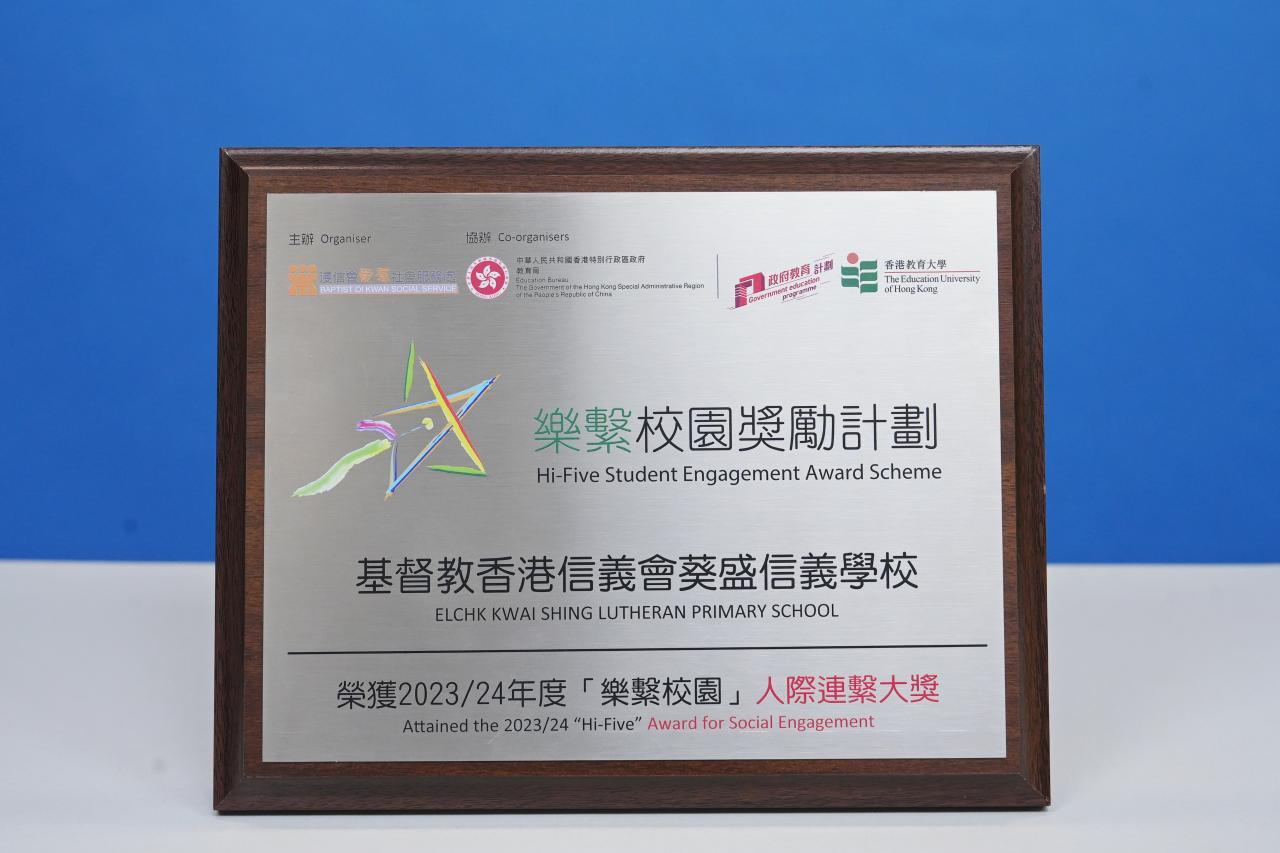 主辦 Organiser
協辦 Co-organisers
浸信會愛羣社會服務處
BAPTIST OI KWAN SOCIAL SERVICE
中華人民共和國香港特別行政區政府
教育局
Education Bureau
The Government of the Hong Kong Special Administrative Region
of the People's Republic of China
政府教育計劃
Government education
programme
香港教育大學
The Education University
of Hong Kong
樂繫校園獎勵計劃
Hi-Five Student Engagement Award Scheme
基督教香港信義會葵盛信義學校
ELCHK KWAI SHING LUTHERAN PRIMARY SCHOOL
榮獲2023/24年度「樂繫校園」人際連繫大獎
Attained the 2023/24 “Hi-Five” Award for Social Engagement